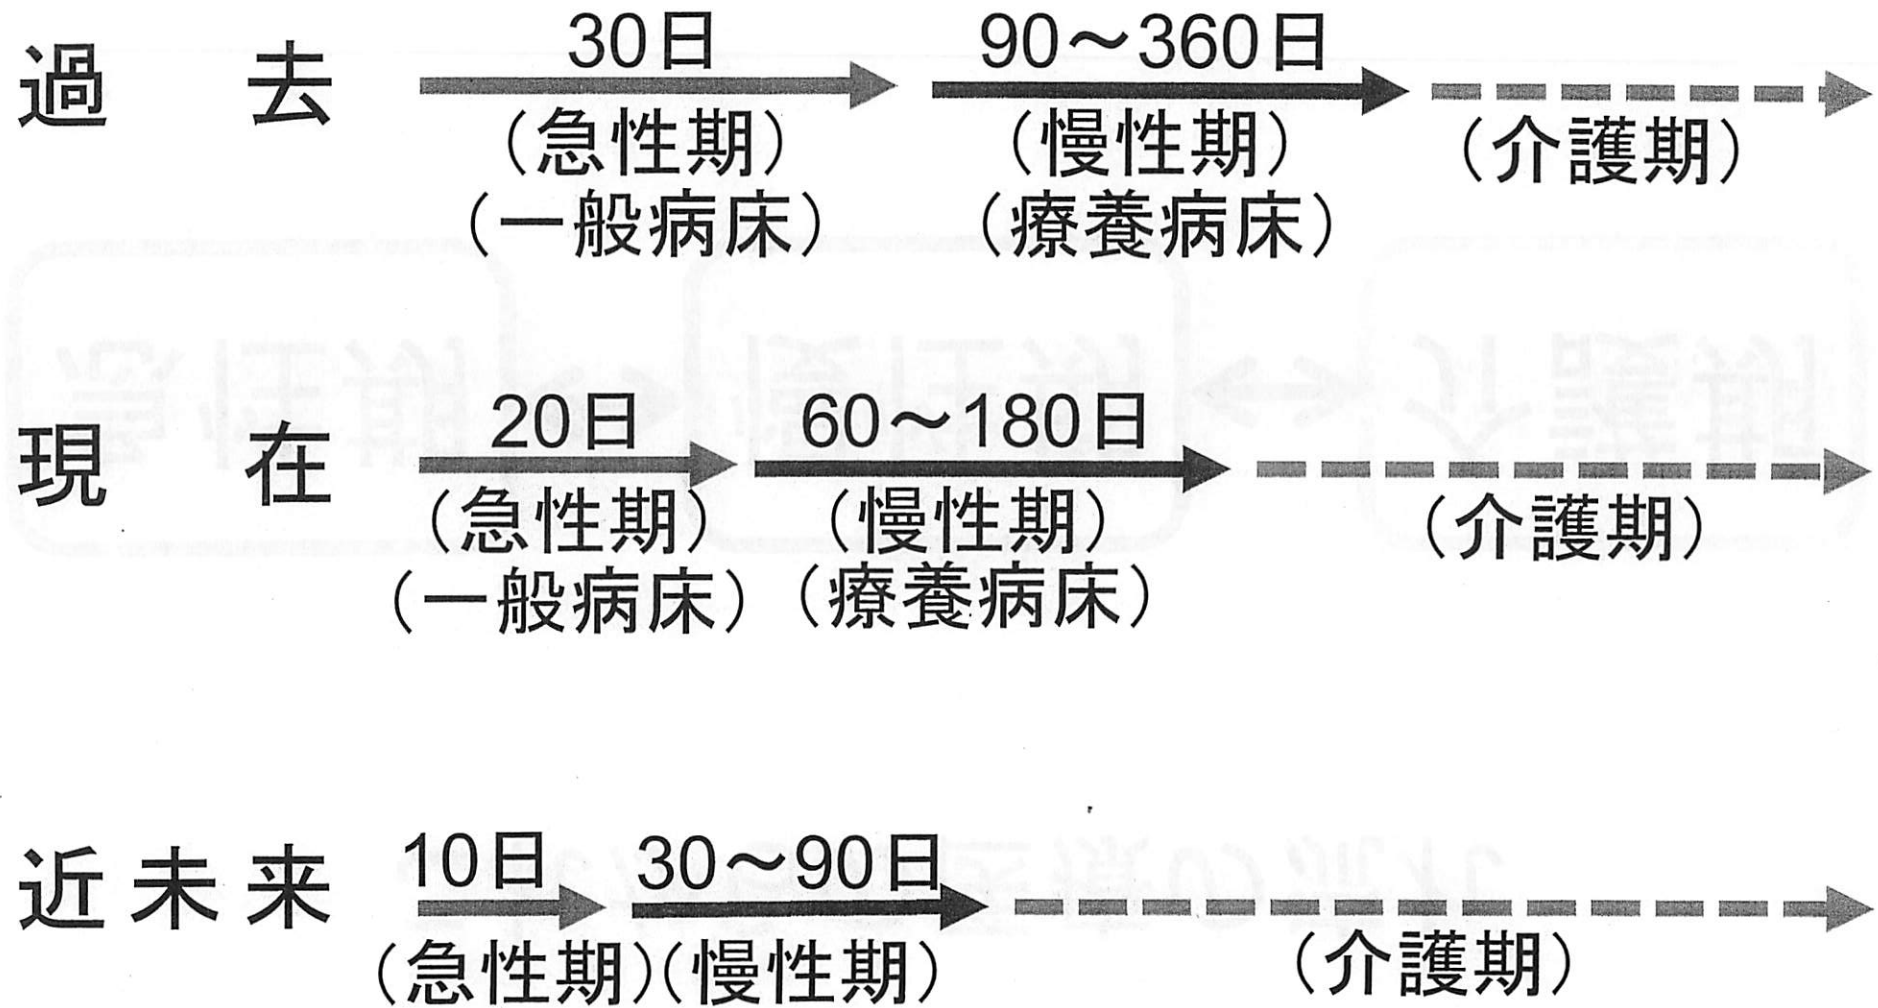 30日 90～360日
過去
(急性期) (慢性期) (介護期)
(一般病床) (療養病床)
20日 60～180日
現在
(急性期) (慢性期) (介護期)
(一般病床) (療養病床)
10日 30～90日
近未来
(急性期)(慢性期) (介護期)